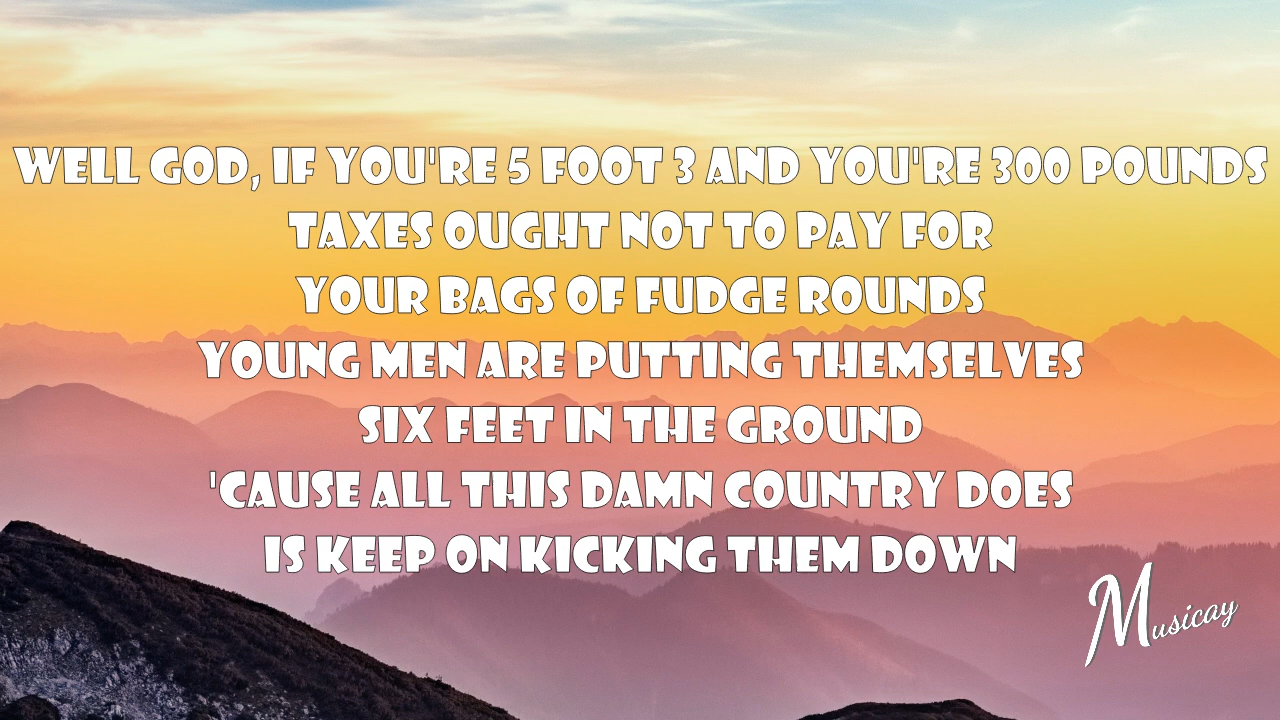 WELL GOD, IF YOU'RE 5 FOOT 3 AND YOU'RE 300 POUNDS
TAXES OUGHT NOT TO PAY FOR
YOUR BAGS OF FUDGE ROUNDS
YOUNG MEN ARE PUTTING THEMSELVES
SIX FEET IN THE GROUND
'CAUSE ALL THIS DAMN COUNTRY DOES
IS KEEP ON KICKING THEM DOWN
Musicay